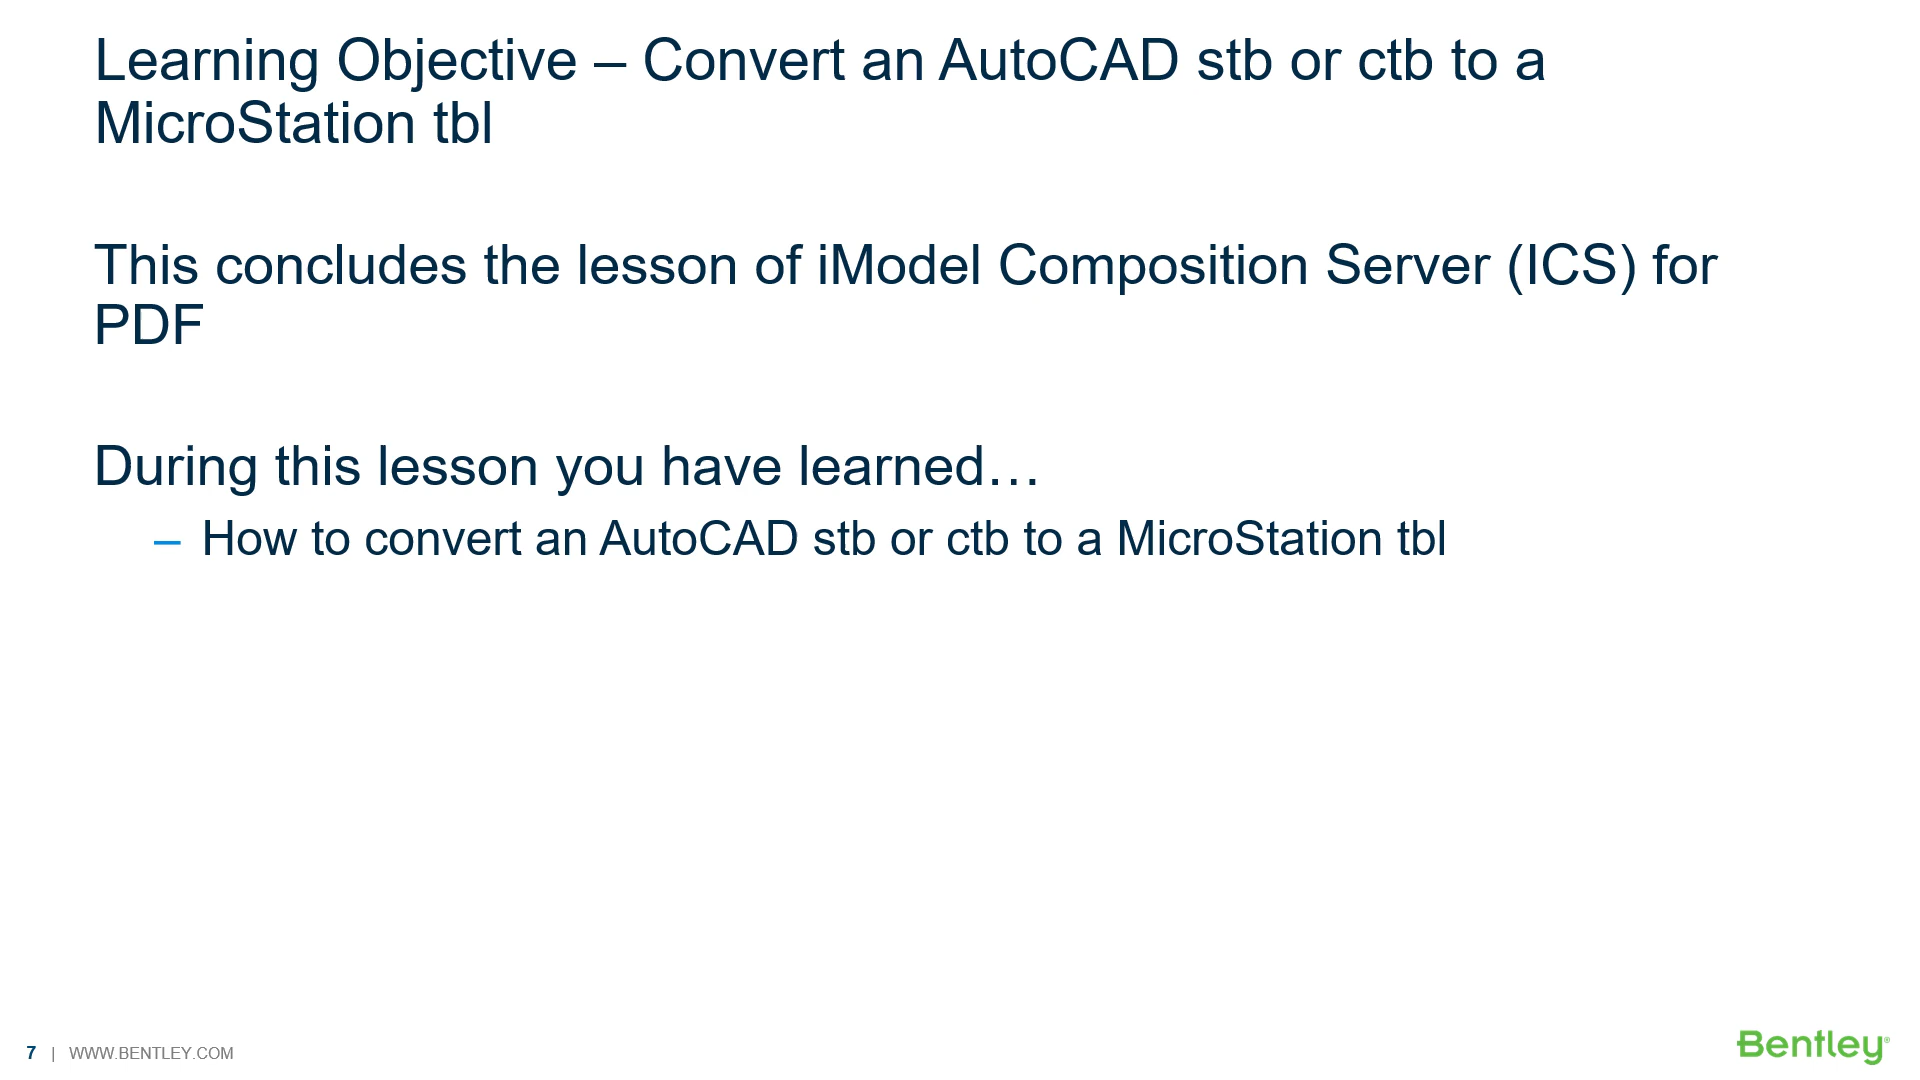 Learning Objective – Convert an AutoCAD stb or ctb to a
MicroStation tbl
This concludes the lesson of iModel Composition Server (ICS) for
PDF
During this lesson you have learned…
– How to convert an AutoCAD stb or ctb to a MicroStation tbl
7 | WWW.BENTLEY.COM
Bentley®